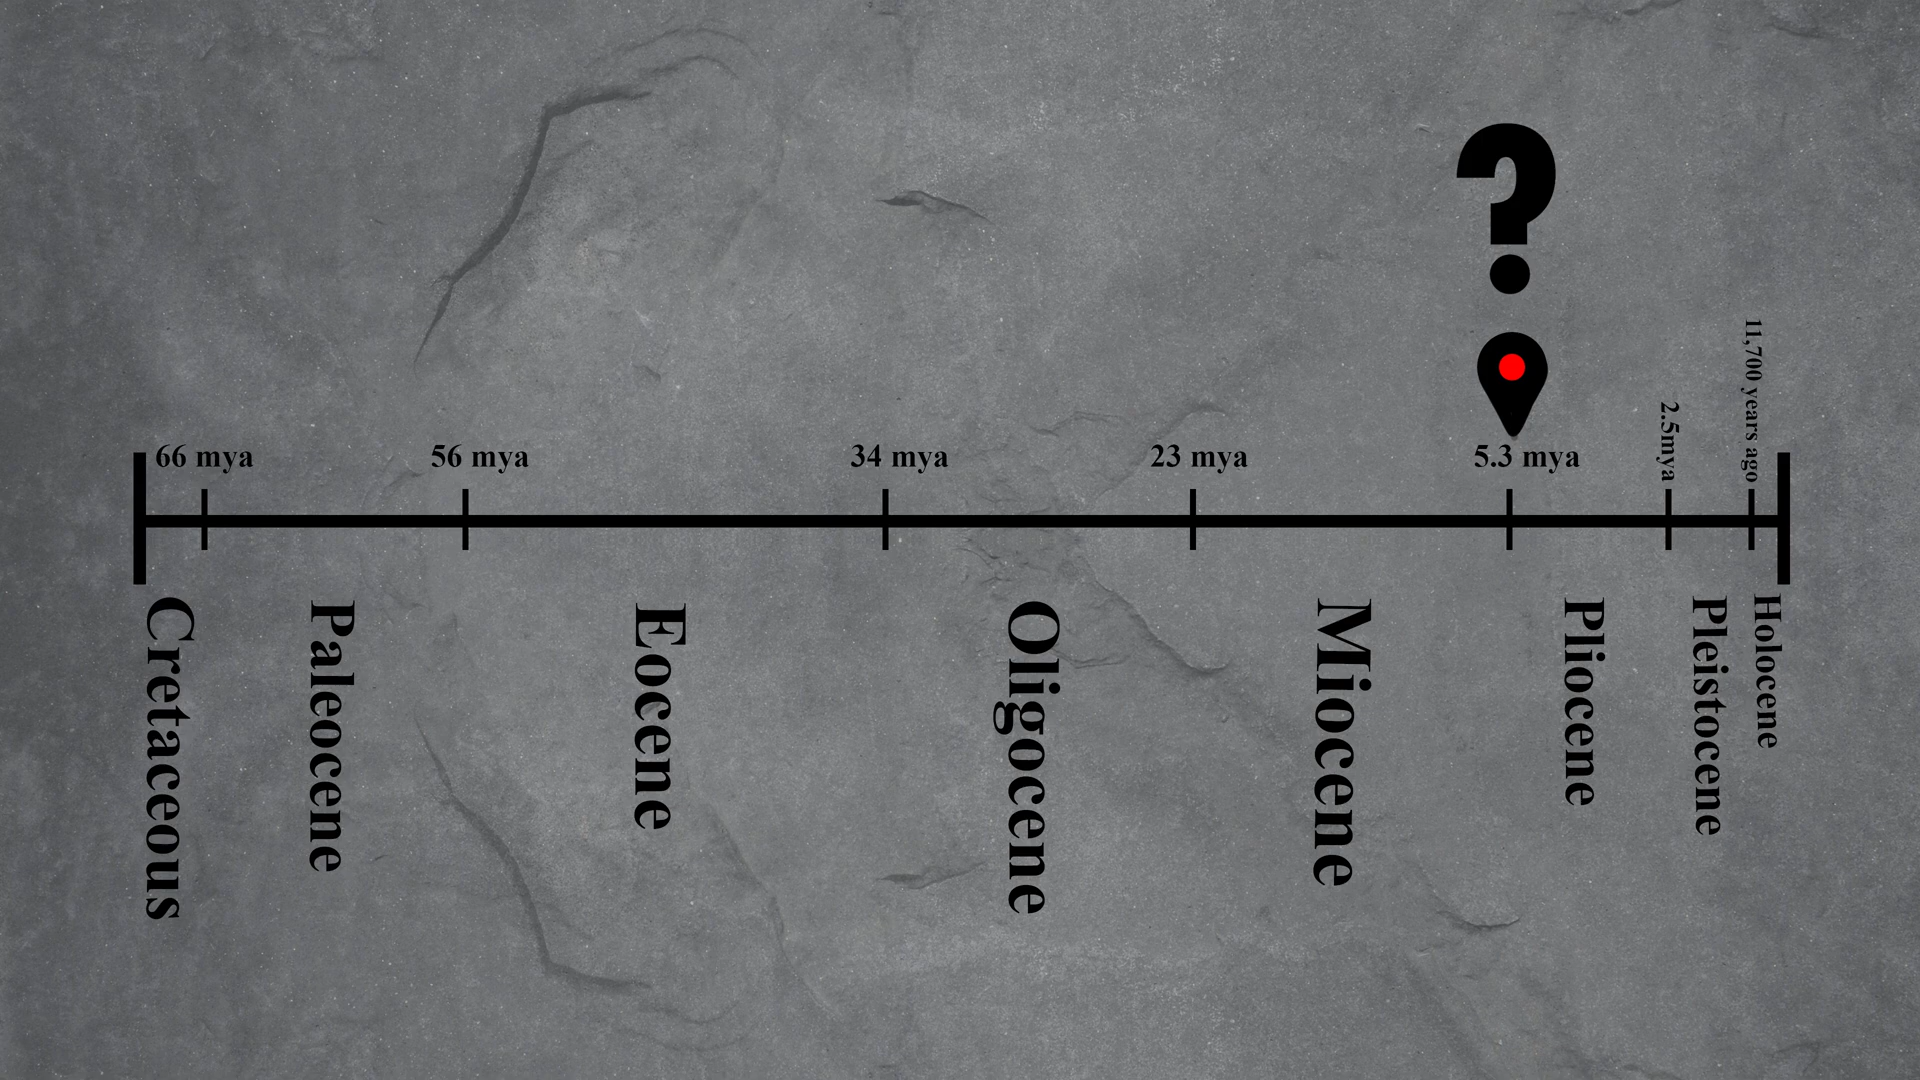 ?
66 mya
56 mya
34 mya
23 mya
5.3 mya
2.5mya
11,700 years ago
Cretaceous
Paleocene
Eocene
Oligocene
Miocene
Pliocene
Pleistocene
Holocene